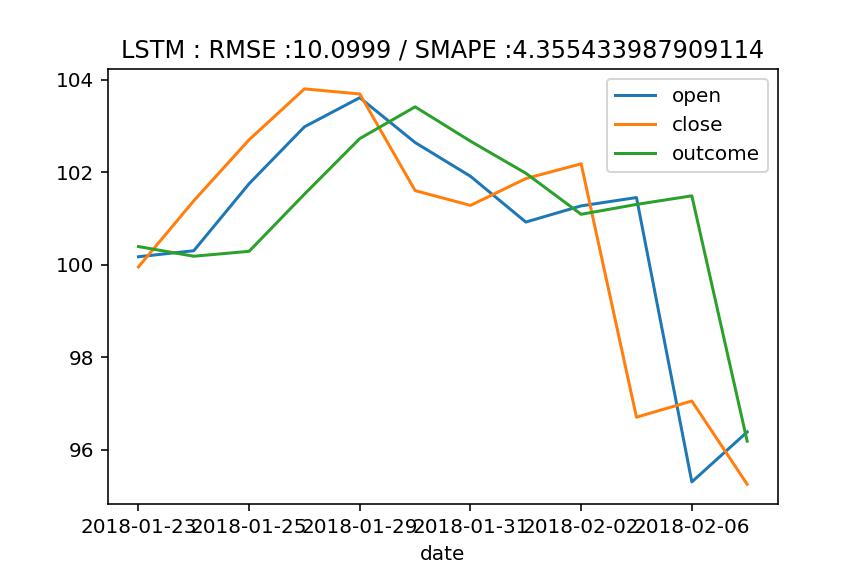 LSTM : RMSE :10.0999 / SMAPE :4.355433987909114
104
102
100
98
96
open
close
outcome
2018-01-23 2018-01-25 2018-01-29 2018-01-31 2018-02-02 2018-02-06
date